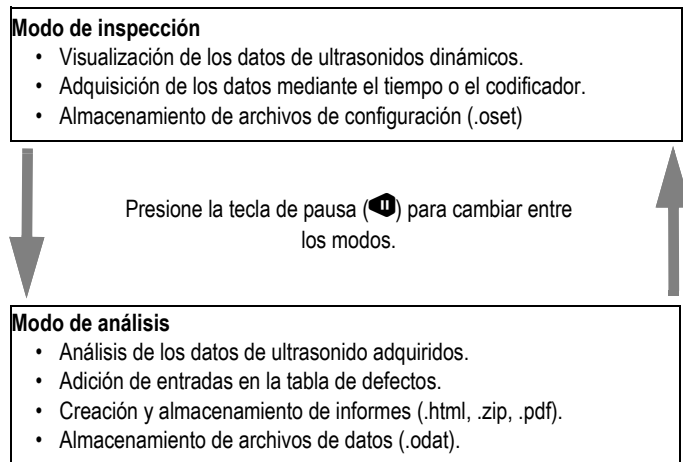 Modo de inspección
• Visualización de los datos de ultrasonidos dinámicos.
• Adquisición de los datos mediante el tiempo o el codificador.
• Almacenamiento de archivos de configuración (.oset)
Presione la tecla de pausa (⏸) para cambiar entre
los modos.
Modo de análisis
• Análisis de los datos de ultrasonido adquiridos.
• Adición de entradas en la tabla de defectos.
• Creación y almacenamiento de informes (.html, .zip, .pdf).
• Almacenamiento de archivos de datos (.odat).